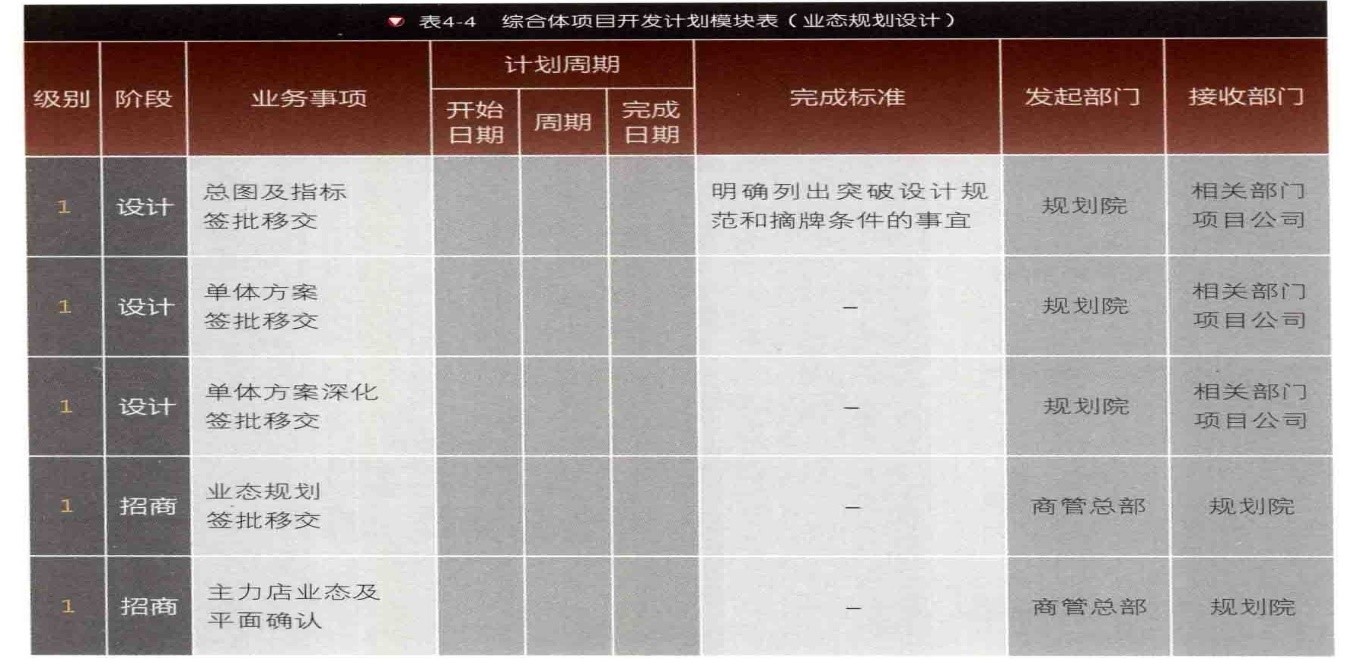 表4-4 综合体项目开发计划模块表（业态规划设计）
级别 阶段 业务事项 计划周期 完成标准 发起部门 接收部门
开始日期 周期 完成日期
1 设计 总图及指标 明确列出突破设计规 规划院 相关部门
签批移交 范和摘牌条件的事宜 项目公司
1 设计 单体方案 – 规划院 相关部门
签批移交 项目公司
1 设计 单体方案深化 – 规划院 相关部门
签批移交 项目公司
1 招商 业态规划 – 商管总部 规划院
签批移交
1 招商 主力店业态及 – 商管总部 规划院
平面确认